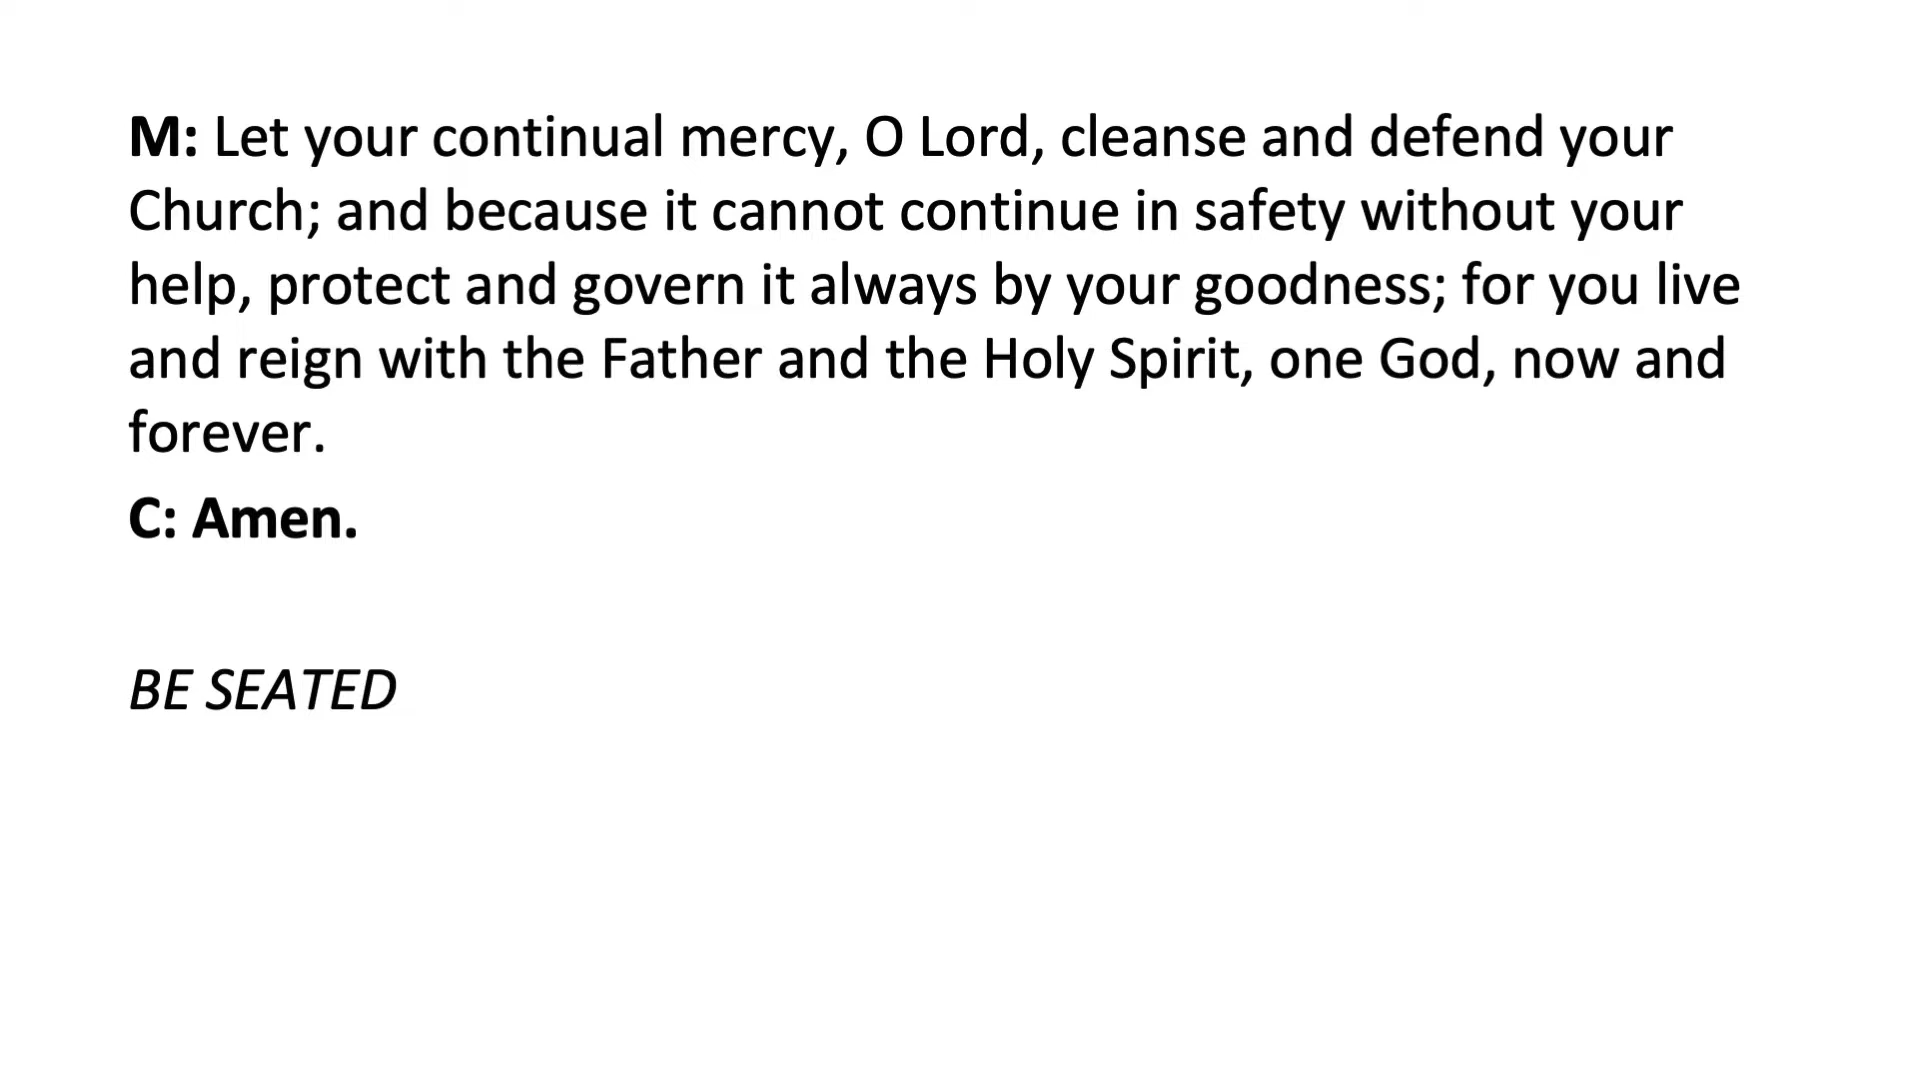 M: Let your continual mercy, O Lord, cleanse and defend your
Church; and because it cannot continue in safety without your
help, protect and govern it always by your goodness; for you live
and reign with the Father and the Holy Spirit, one God, now and
forever.
C: Amen.
BE SEATED